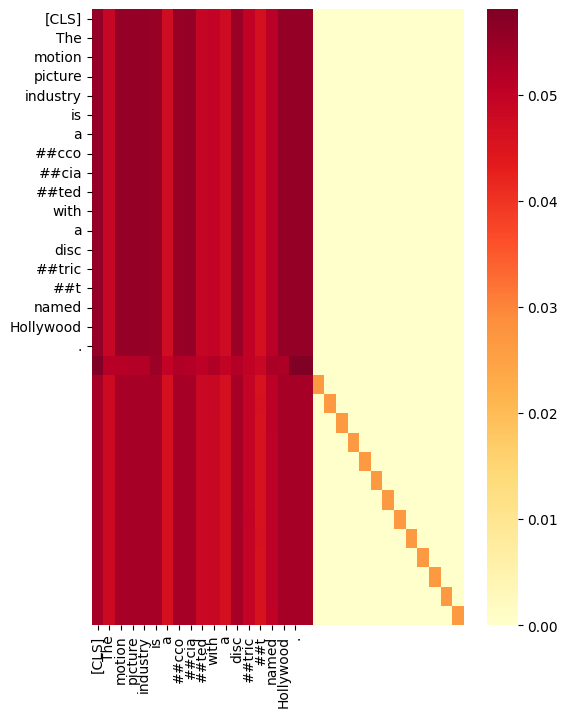 [CLS]
The
motion
picture
industry
is
a
##cco
##cia
##ted
with
a
disc
##tric
##t
named
Hollywood
.
0.05
0.04
0.03
0.02
0.01
0.00
[CLS]
The
motion
picture
industry
is
a
##cco
##cia
##ted
with
a
disc
##tric
##t
named
Hollywood
.